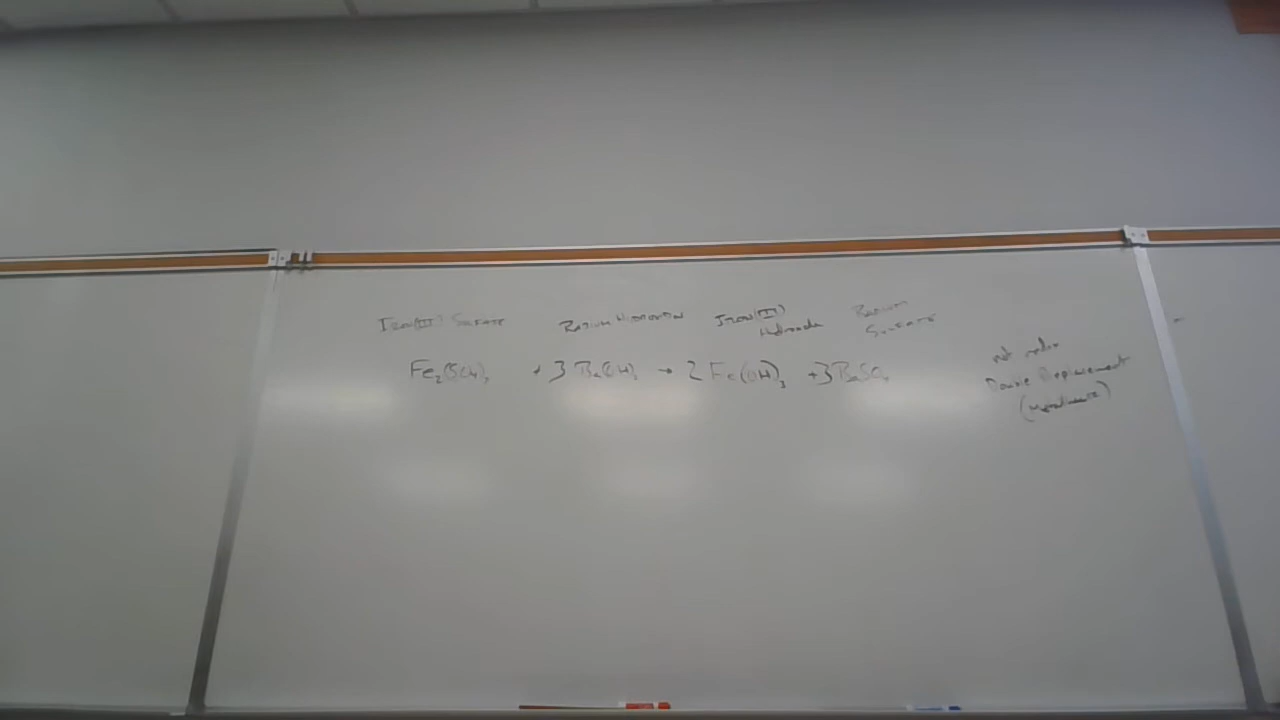 Iron(III) Sulfate Barium Hydroxide Iron(III) Hydroxide Barium Sulfate
Fe₂(SO₄)₃ + 3 Ba(OH)₂ → 2 Fe(OH)₃ + 3 BaSO₄
not redox
Double Displacement